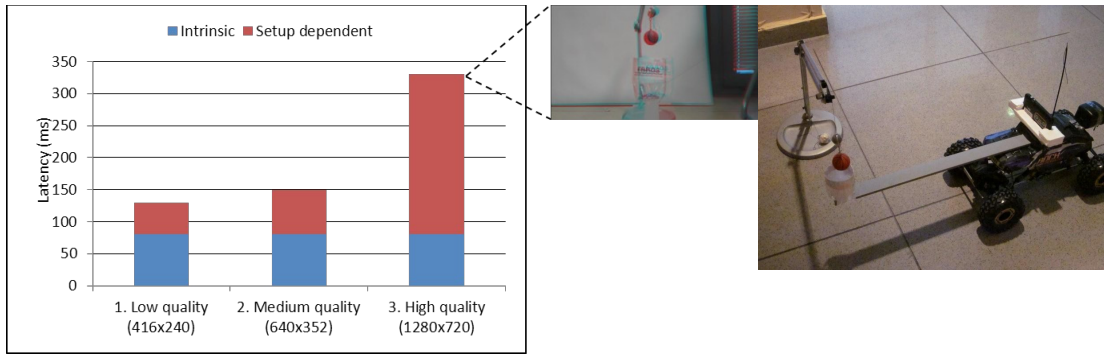 Intrinsic Setup dependent
350
300
250
200
150
100
50
0
Latency (ms)
1. Low quality
(416x240)
2. Medium quality
(640x352)
3. High quality
(1280x720)